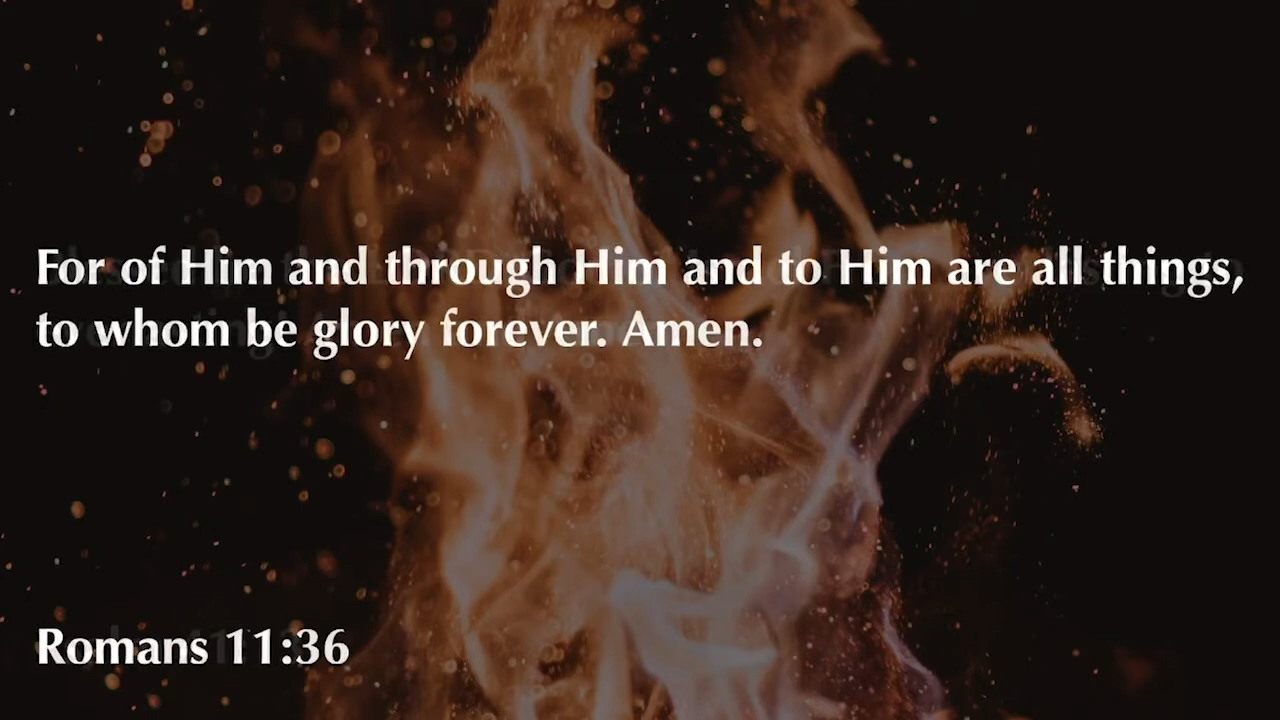 For of Him and through Him and to Him are all things,
to whom be glory forever. Amen.
Romans 11:36